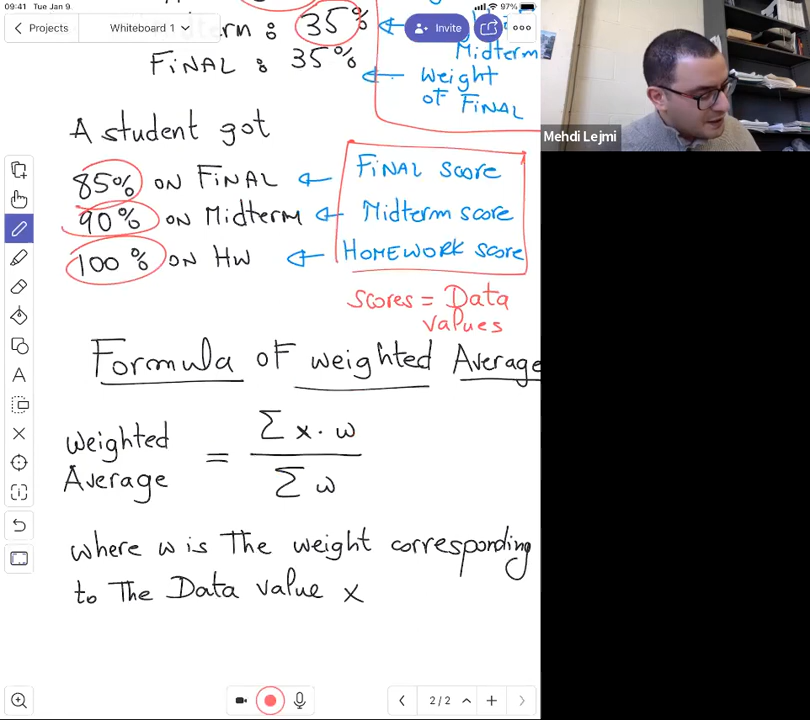 09:41 Tue Jan 9
97%
Projects
Whiteboard 1
Invite
rm : 35%
Midterm
FiNAL : 35%
weight
of FiNAL
A student got
85% ON FiNAL
FiNAL score
90% ON Midterm
Midterm score
100% ON HW
HOMEWORK score
scores = Data
values
Formula of weighted Average
weighted
Average
= Σ x · w
Σ w
where w is The weight corresponding
to The Data value x
A
2/2
Mehdi Lejmi